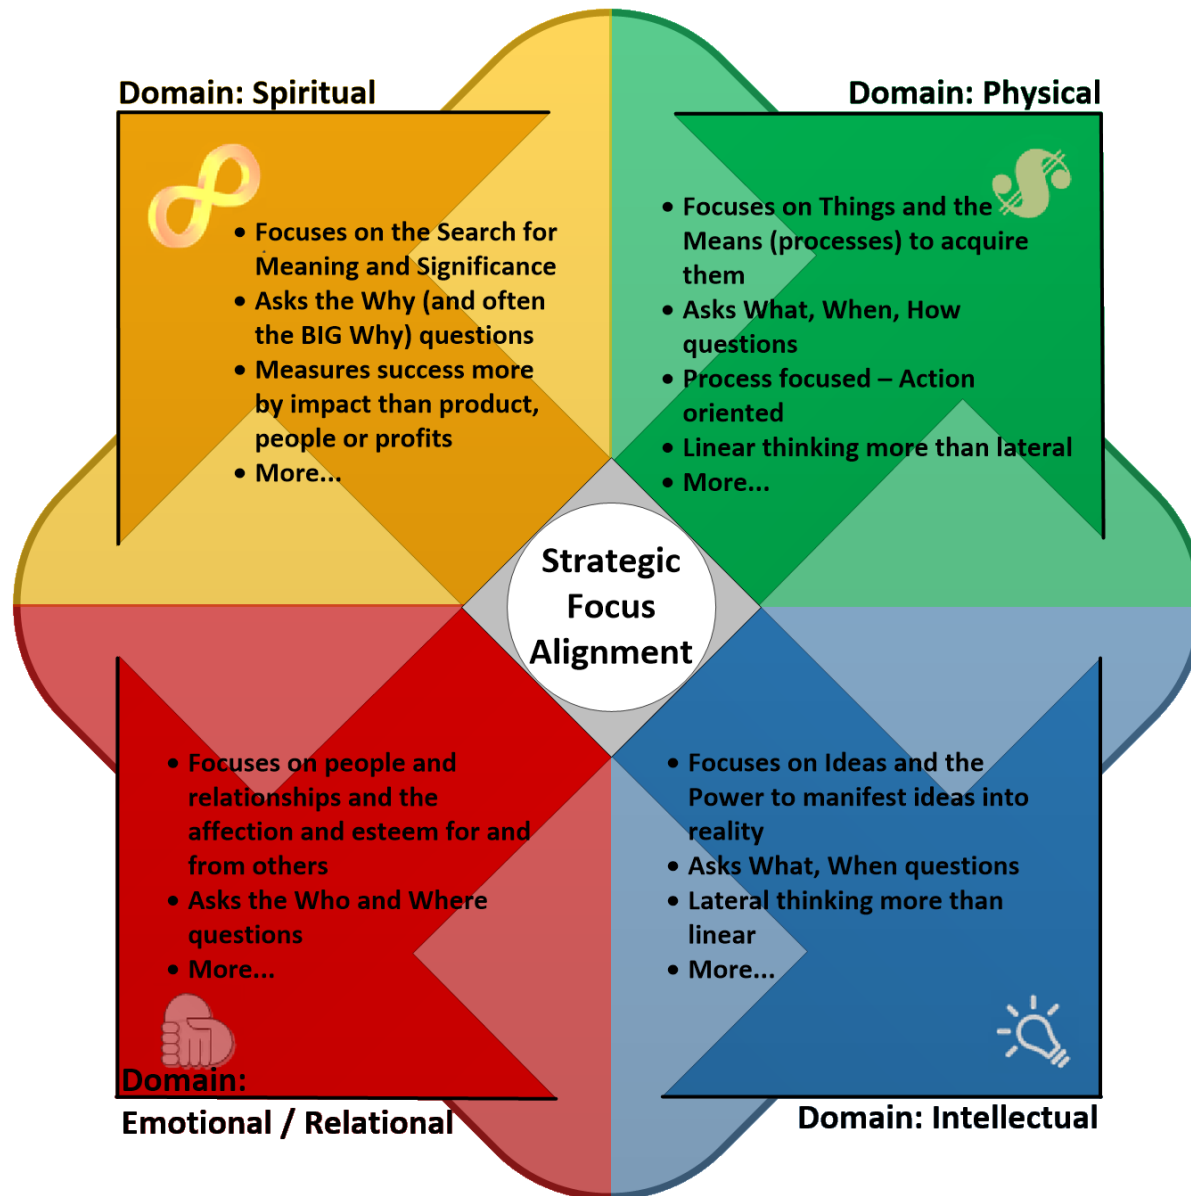 Domain: Spiritual
• Focuses on the Search for
Meaning and Significance
• Asks the Why (and often
the BIG Why) questions
• Measures success more
by impact than product,
people or profits
• More...
Domain: Physical
• Focuses on Things and the
Means (processes) to acquire
them
• Asks What, When, How
questions
• Process focused – Action
oriented
• Linear thinking more than lateral
• More...
Strategic
Focus
Alignment
• Focuses on people and
relationships and the
affection and esteem for and
from others
• Asks the Who and Where
questions
• More...
Domain:
Emotional / Relational
• Focuses on Ideas and the
Power to manifest ideas into
reality
• Asks What, When questions
• Lateral thinking more than
linear
• More...
Domain: Intellectual